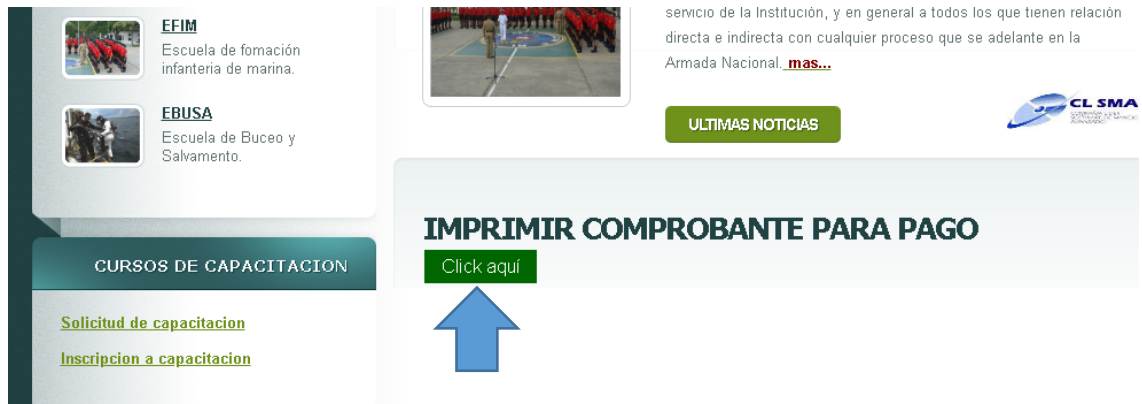 EFIM
Escuela de fomación
infanteria de marina.
EBUSA
Escuela de Buceo y
Salvamento.
CURSOS DE CAPACITACION
Solicitud de capacitacion
Inscripcion a capacitacion
servicio de la Institución, y en general a todos los que tienen relación
directa e indirecta con cualquier proceso que se adelante en la
Armada Nacional. mas...
ULTIMAS NOTICIAS
CL SMA
IMPRIMIR COMPROBANTE PARA PAGO
Click aquí